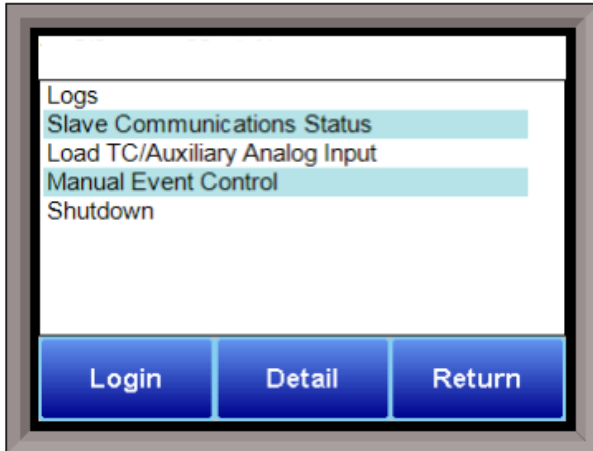 Logs
Slave Communications Status
Load TC/Auxiliary Analog Input
Manual Event Control
Shutdown
Login Detail Return